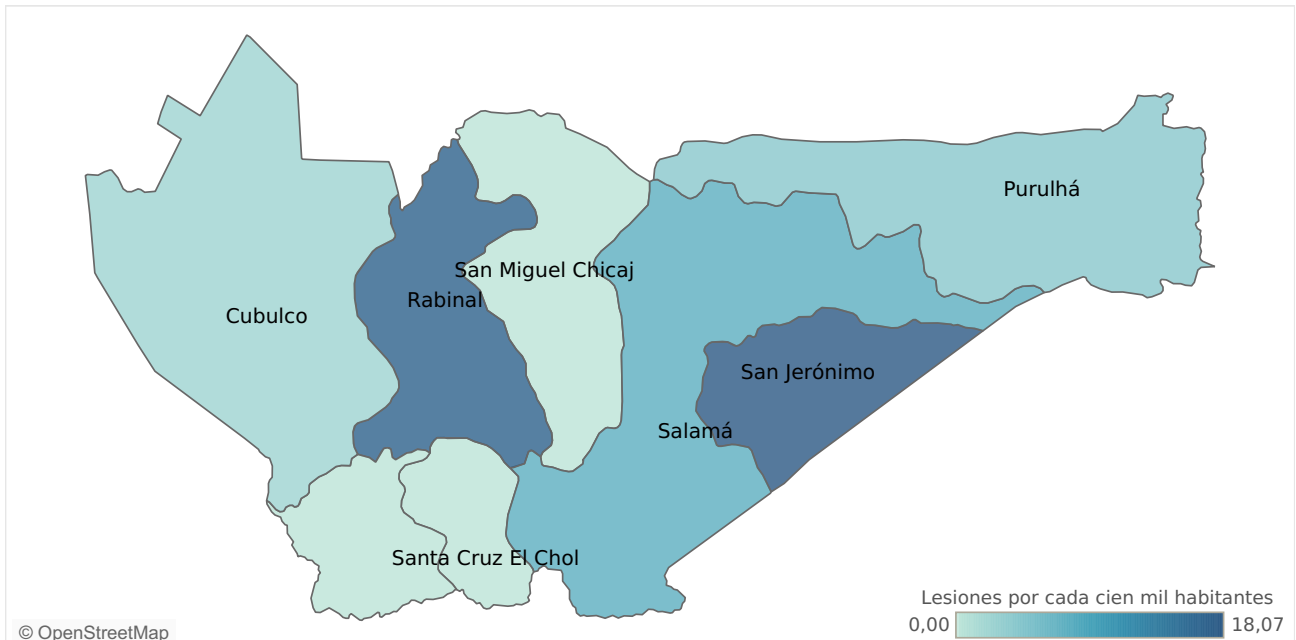 Purulhá
San Miguel Chicaj
Rabinal
Cubulco
San Jerónimo
Salamá
Santa Cruz El Chol
Lesiones por cada cien mil habitantes
0,00 18,07
© OpenStreetMap